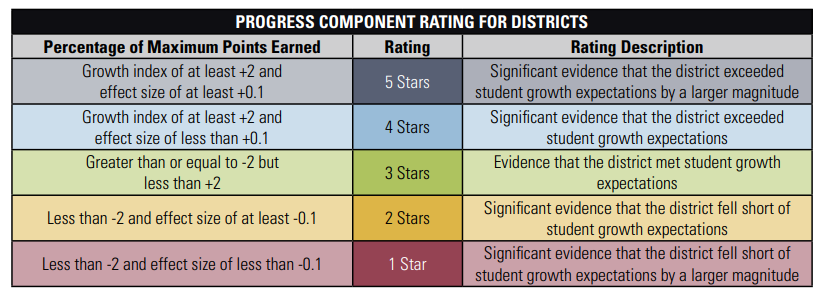 PROGRESS COMPONENT RATING FOR DISTRICTS
Percentage of Maximum Points Earned Rating Rating Description
Growth index of at least +2 and
effect size of at least +0.1
5 Stars
Significant evidence that the district exceeded
student growth expectations by a larger magnitude
Growth index of at least +2 and
effect size of less than +0.1
4 Stars
Significant evidence that the district exceeded
student growth expectations
Greater than or equal to -2 but
less than +2
3 Stars
Evidence that the district met student growth
expectations
Less than -2 and effect size of at least -0.1
2 Stars
Significant evidence that the district fell short of
student growth expectations
Less than -2 and effect size of less than -0.1
1 Star
Significant evidence that the district fell short of
student growth expectations by a larger magnitude